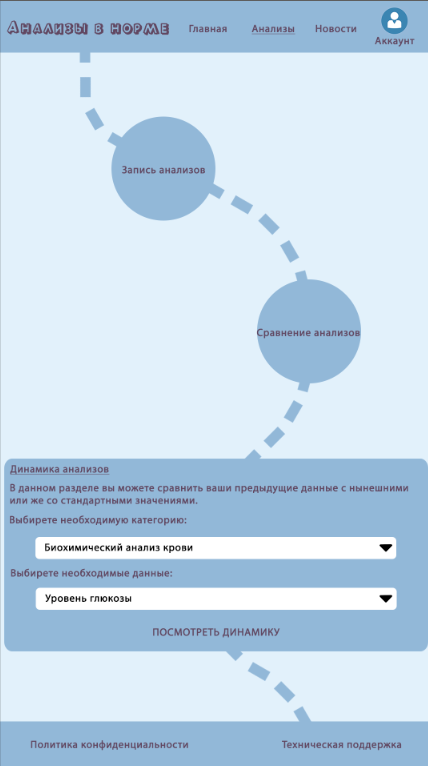 Анализы в норме
Главная
Анализы
Новости
Аккаунт
Запись анализов
Сравнение анализов
Динамика анализов
В данном разделе вы можете сравнить ваши предыдущие данные с нынешними
или же со стандартными значениями.
Выбирете необходимую категорию:
Биохимический анализ крови
Выбирете необходимые данные:
Уровень глюкозы
ПОСМОТРЕТЬ ДИНАМИКУ
Политика конфиденциальности
Техническая поддержка